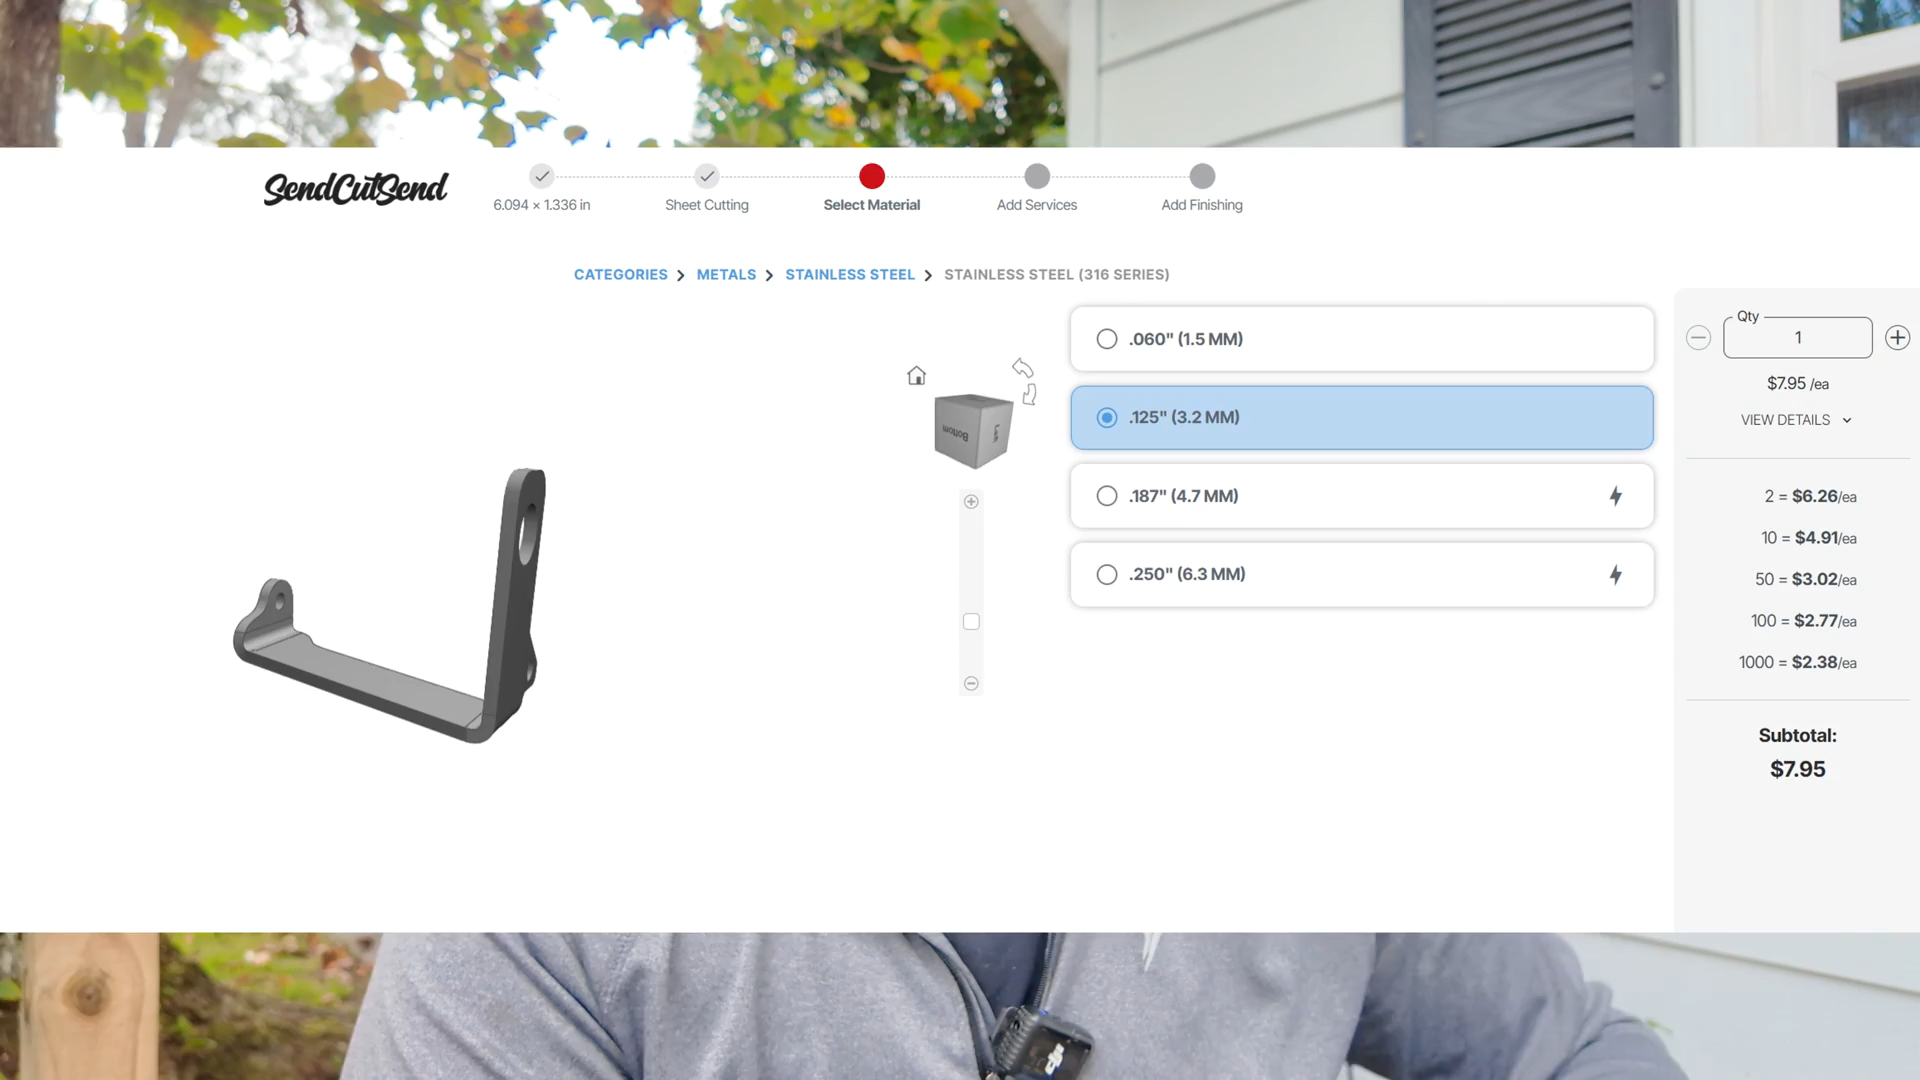 SendCutSend
6.094 × 1.336 in
Sheet Cutting
Select Material
Add Services
Add Finishing
CATEGORIES > METALS > STAINLESS STEEL > STAINLESS STEEL (316 SERIES)
.060" (1.5 MM)
.125" (3.2 MM)
.187" (4.7 MM)
.250" (6.3 MM)
Bottom
Qty
1
$7.95 /ea
VIEW DETAILS
2 = $6.26/ea
10 = $4.91/ea
50 = $3.02/ea
100 = $2.77/ea
1000 = $2.38/ea
Subtotal:
$7.95
dji